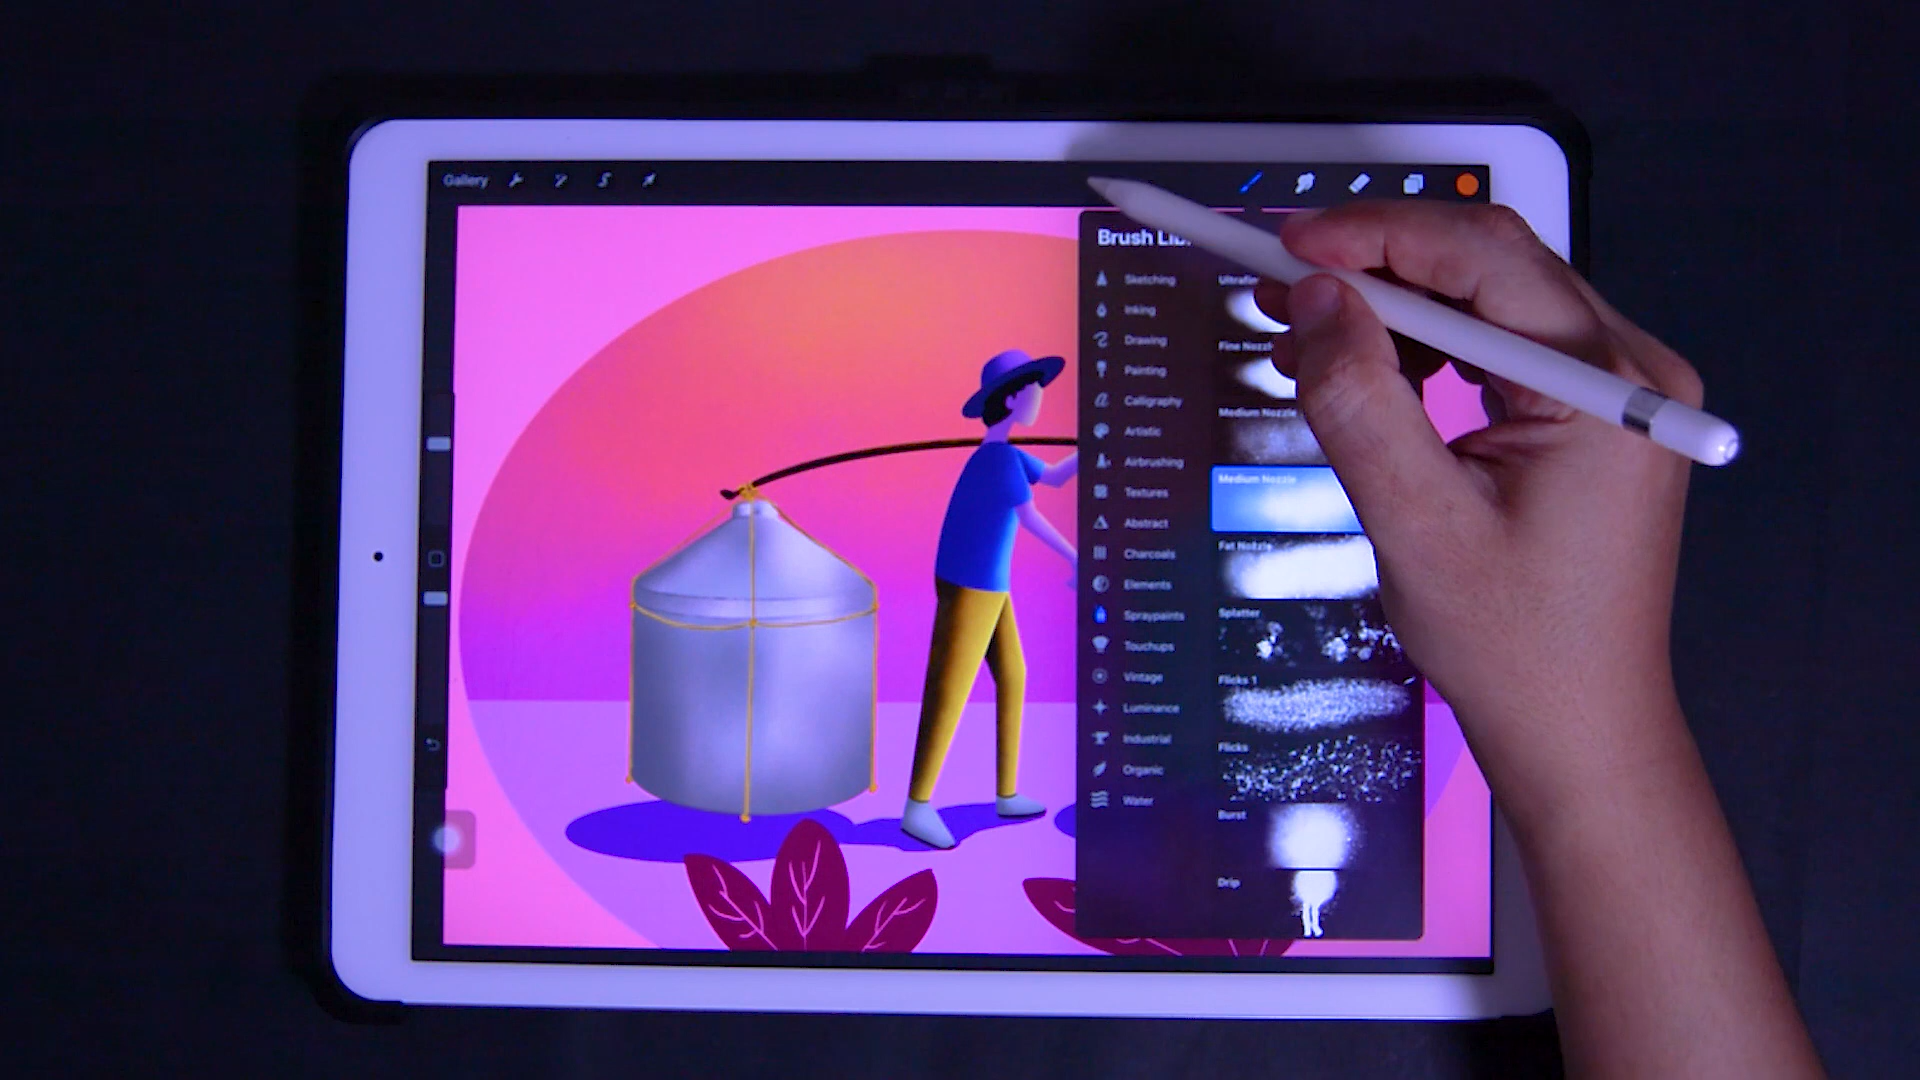 Gallery
Brush Lib
Sketching
Inking
Drawing
Painting
Calligraphy
Artistic
Airbrushing
Textures
Abstract
Charcoals
Elements
Spraypaints
Touchups
Vintage
Luminance
Industrial
Organic
Water
Fine Nozzle
Medium Nozzle
Medium Nozzle
Fat Nozzle
Splatter
Flicks 1
Flicks
Burst
Drip